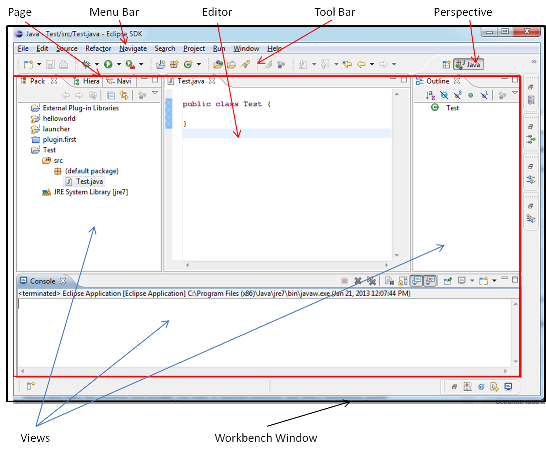 Page Menu Bar Editor Tool Bar Perspective
Java - Test/src/Test.java - Eclipse SDK
File Edit Source Refactor Navigate Search Project Run Window Help
Java
Pack Hiera Navi
Test.java
Outline
External Plug-in Libraries
helloworld
launcher
plugin.first
Test
src
(default package)
Test.java
JRE System Library [jre7]
public class Test {
}
Test
Console
<terminated> Eclipse Application [Eclipse Application] C:\Program Files (x86)\Java\jre7\bin\javaw.exe (Jan 21, 2013 12:07:44 PM)
Views Workbench Window